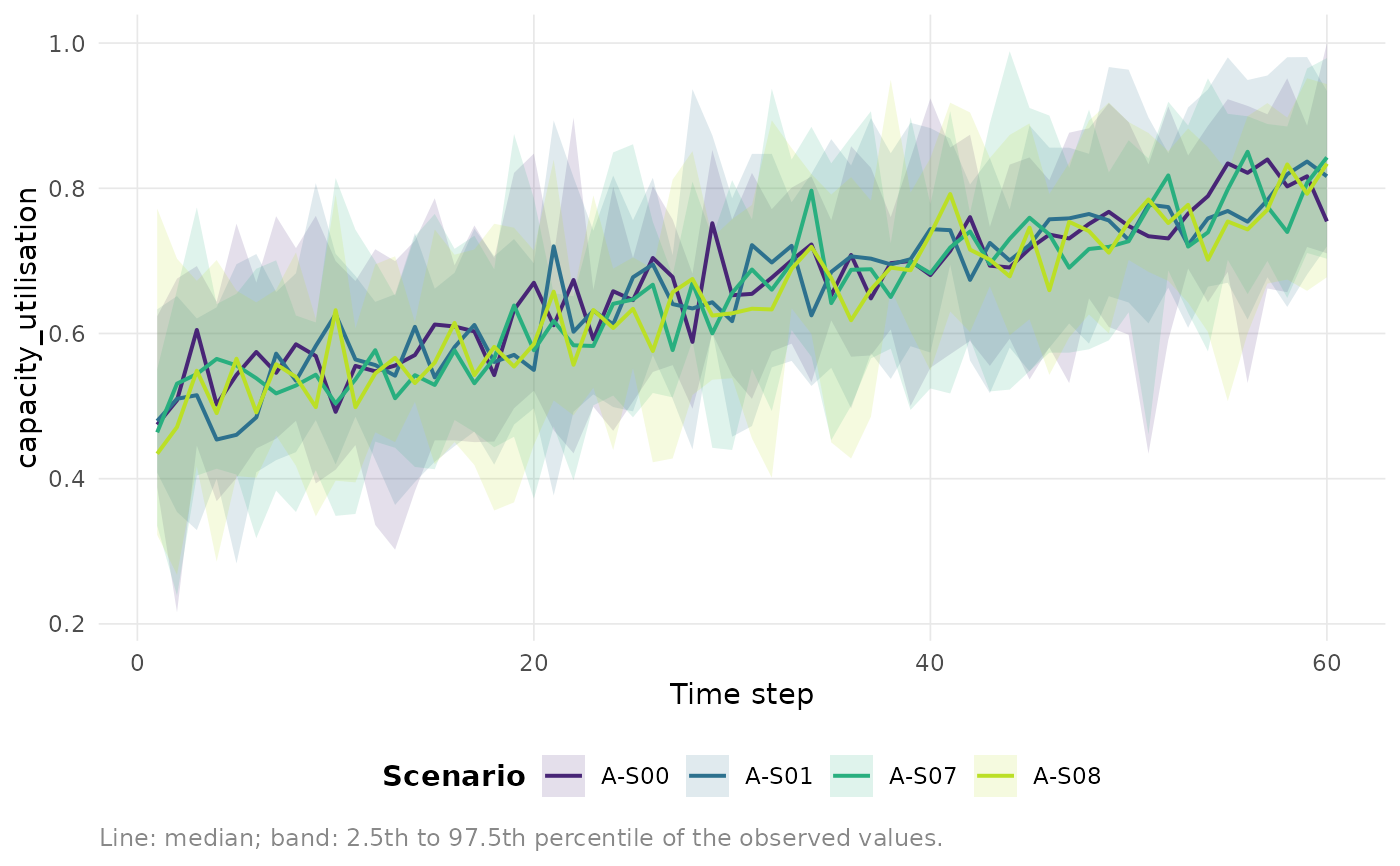 1.0
0.8
0.6
0.4
0.2
capacity_utilisation
0 20 40 60
Time step
Scenario A-S00 A-S01 A-S07 A-S08
Line: median; band: 2.5th to 97.5th percentile of the observed values.